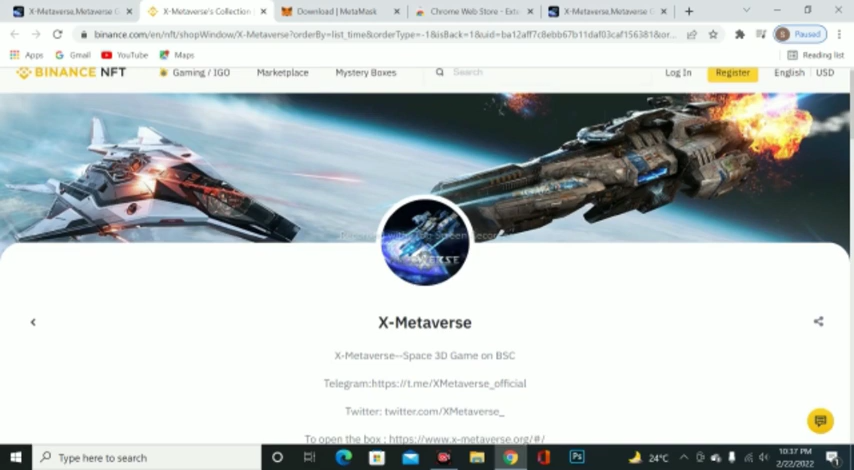 X-Metaverse,Metaverse G
X-Metaverse's Collection
Download | MetaMask
Chrome Web Store - Exte
X-Metaverse,Metaverse G
binance.com/en/nft/shopWindow/X-Metaverse?orderBy=list_time&orderType=-1&isBack=1&uid=ba12aff7c8ebb67b11daf03caf156381&or...
S Paused
Apps
Gmail
YouTube
Maps
Reading list
BINANCE NFT
Gaming / IGO
Marketplace
Mystery Boxes
Search
Log In
Register
English
USD
X-Metaverse
X-Metaverse--Space 3D Game on BSC
Telegram:https://t.me/XMetaverse_official
Twitter: twitter.com/XMetaverse_
To open the box : https://www.x-metaverse.org/#/
Type here to search
Ps
24°C
10:37 PM
2/22/2022